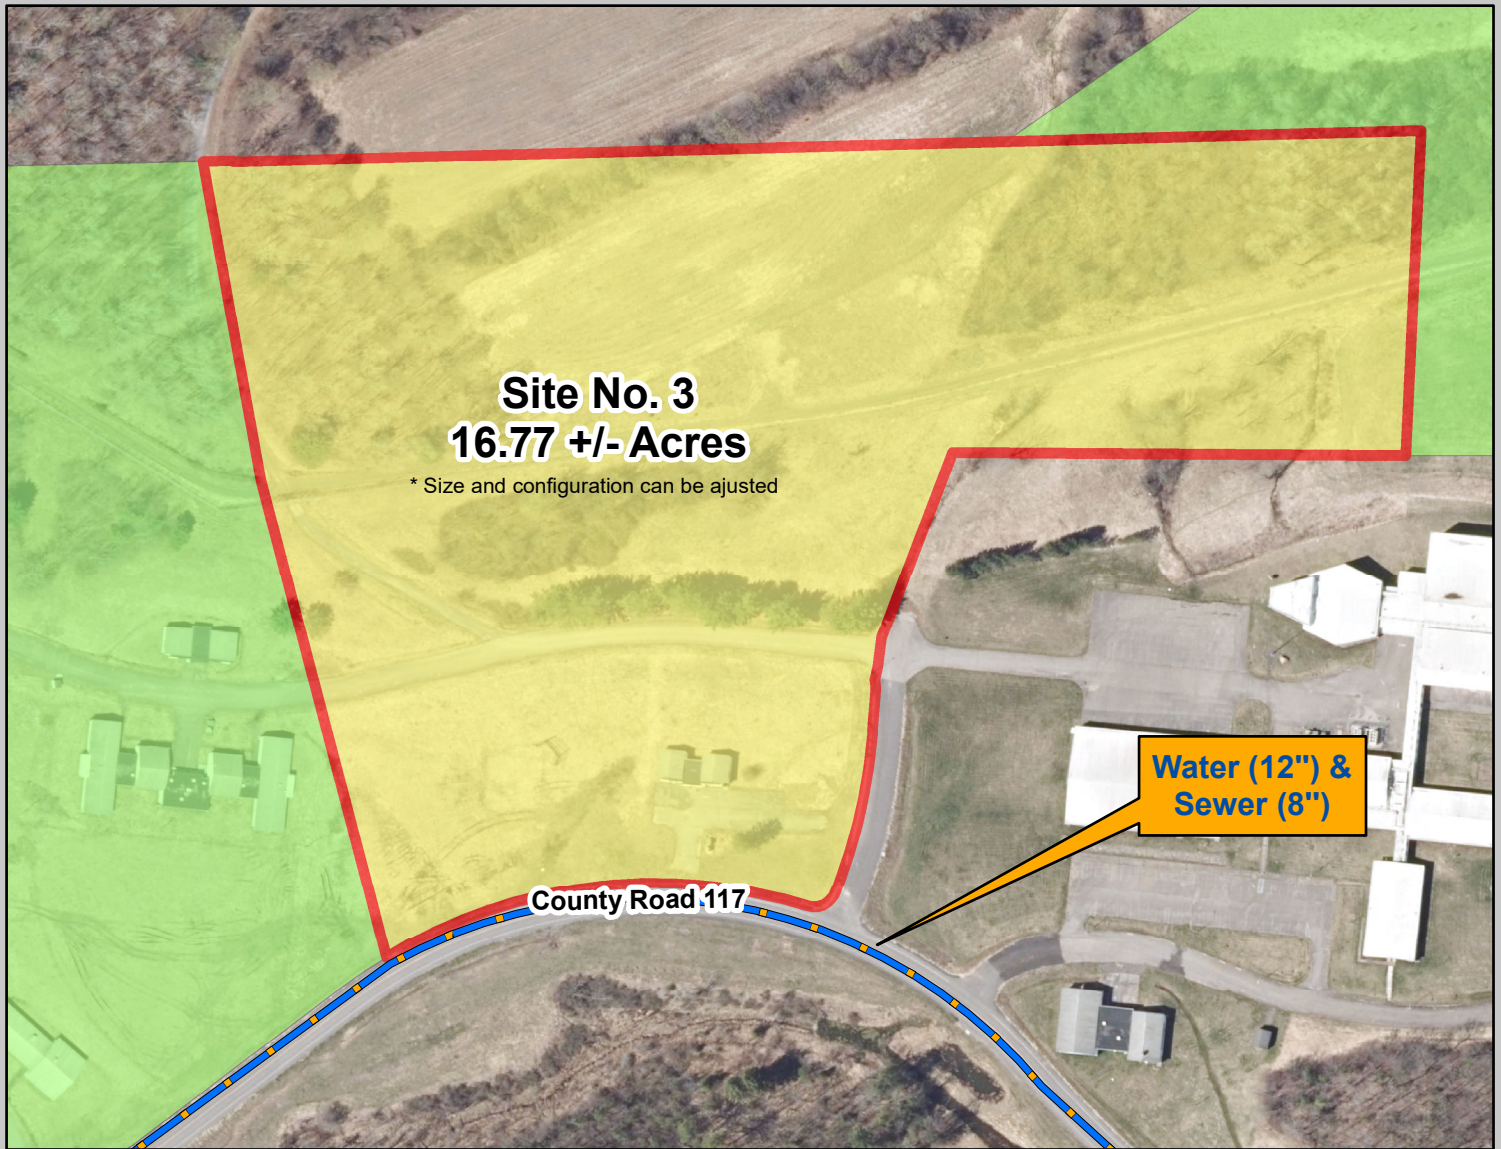 Site No. 3
16.77 +/- Acres
* Size and configuration can be ajusted
Water (12") &
Sewer (8")
County Road 117